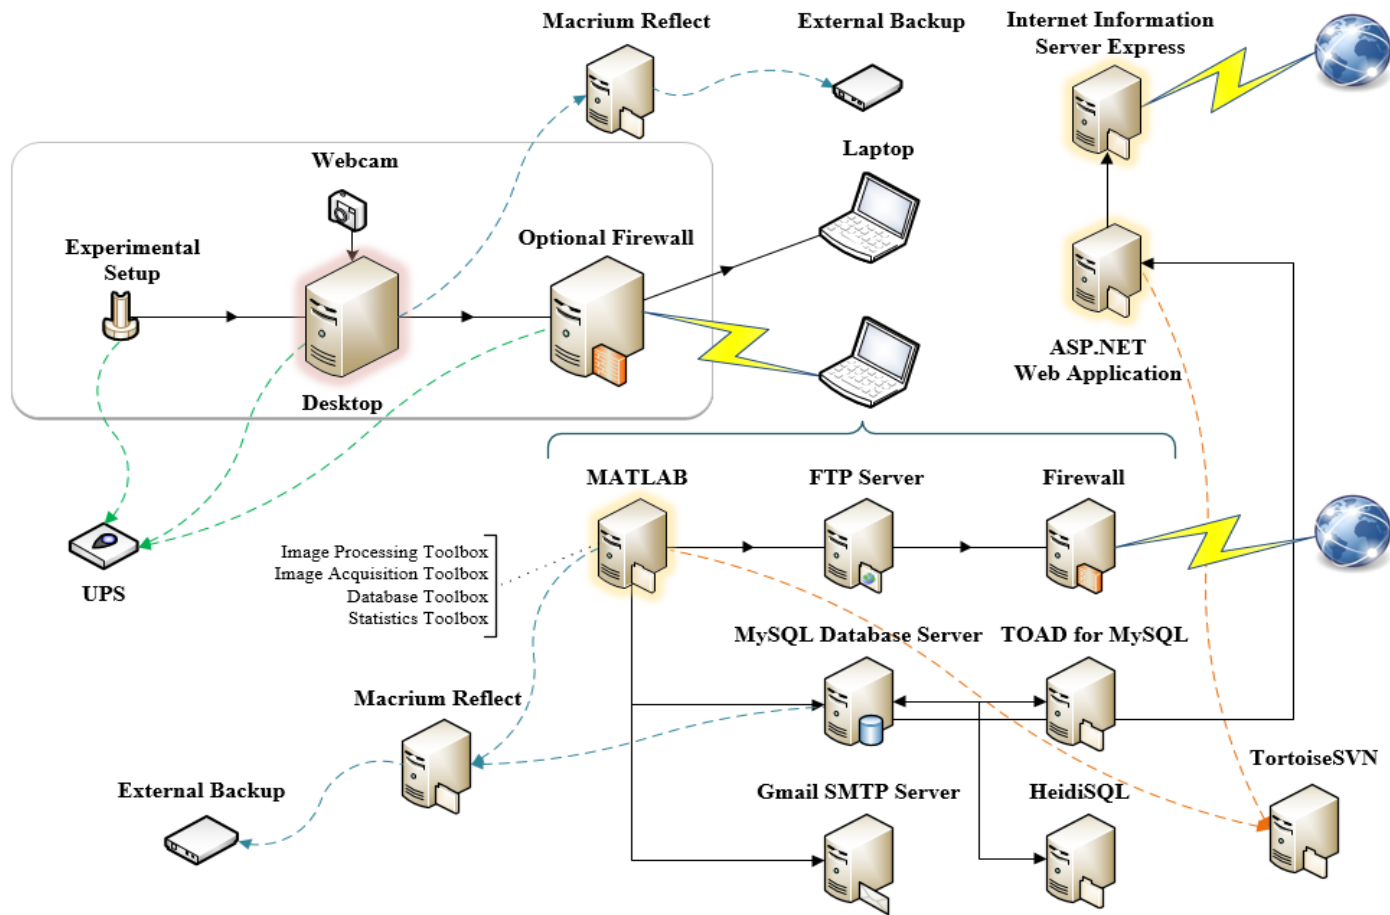 Macrium Reflect
External Backup
Internet Information
Server Express
Webcam
Laptop
Experimental
Setup
Optional Firewall
Desktop
ASP.NET
Web Application
MATLAB
FTP Server
Firewall
Image Processing Toolbox
Image Acquisition Toolbox
Database Toolbox
Statistics Toolbox
UPS
MySQL Database Server
TOAD for MySQL
Macrium Reflect
TortoiseSVN
External Backup
Gmail SMTP Server
HeidiSQL